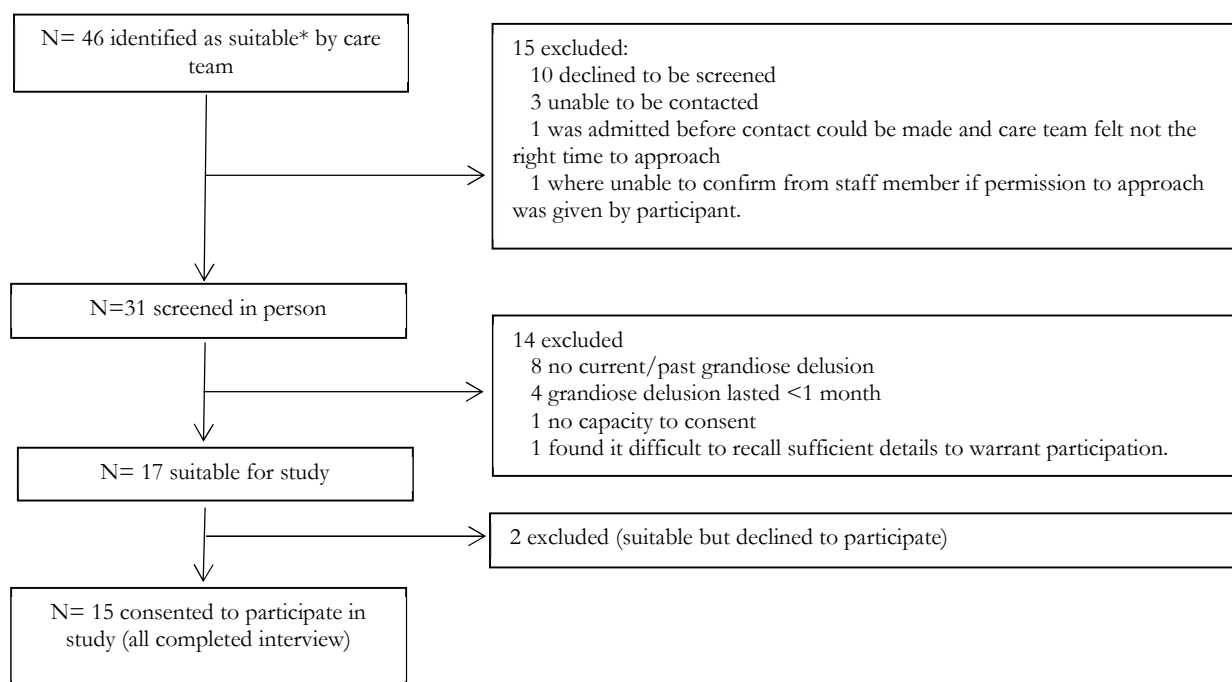 N= 46 identified as suitable* by care
team
15 excluded:
10 declined to be screened
3 unable to be contacted
1 was admitted before contact could be made and care team felt not the
right time to approach
1 where unable to confirm from staff member if permission to approach
was given by participant.
N=31 screened in person
14 excluded
8 no current/past grandiose delusion
4 grandiose delusion lasted <1 month
1 no capacity to consent
1 found it difficult to recall sufficient details to warrant participation.
N= 17 suitable for study
2 excluded (suitable but declined to participate)
N= 15 consented to participate in
study (all completed interview)